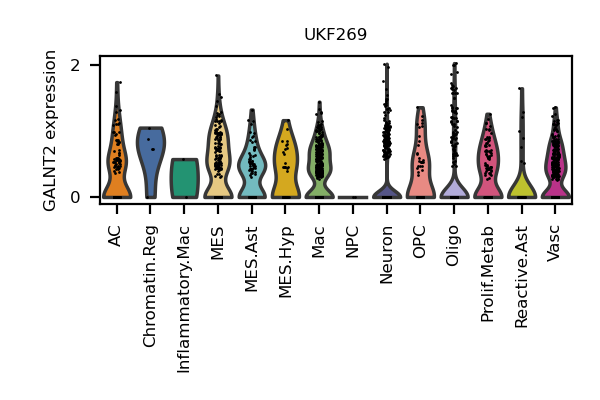 UKF269
GALNT2 expression
2
0
AC
Chromatin.Reg
Inflammatory.Mac
MES
MES.Ast
MES.Hyp
Mac
NPC
Neuron
OPC
Oligo
Prolif.Metab
Reactive.Ast
Vasc